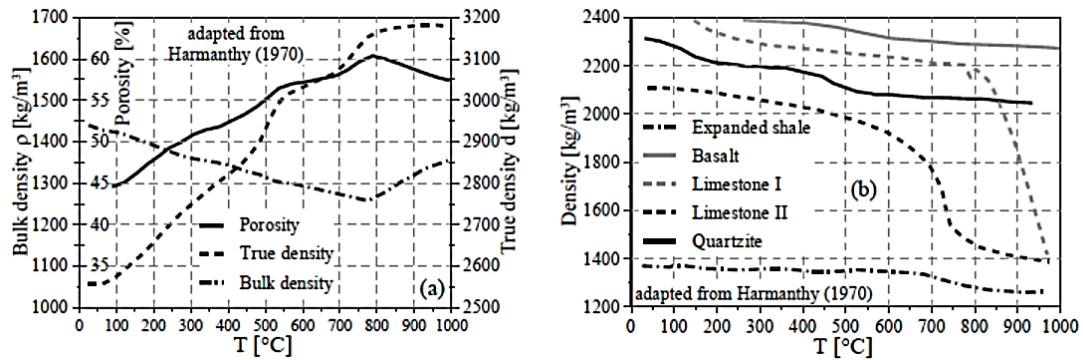 1700
1600
1500
1400
1300
1200
1100
1000
Bulk density ρ [kg/m³]
Porosity [%]
60
55
50
45
40
35
adapted from
Harmanthy (1970)
Porosity
True density
Bulk density
(a)
0 100 200 300 400 500 600 700 800 900 1000
T [°C]
3200
3100
3000
2900
2800
2700
2600
2500
True density d [kg/m³]
2400
2200
2000
1800
1600
1400
1200
Density [kg/m³]
Expanded shale
Basalt
Limestone I
Limestone II
Quartzite
(b)
adapted from Harmanthy (1970)
0 100 200 300 400 500 600 700 800 900 1000
T [°C]